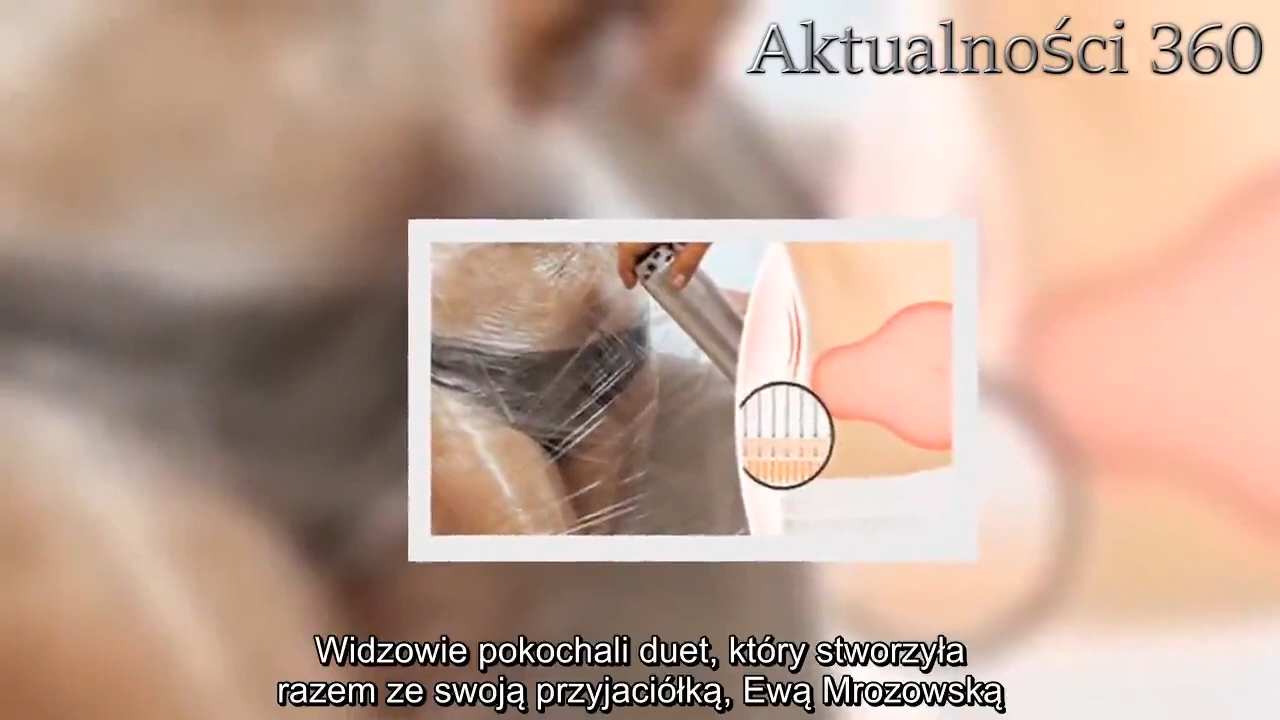 Aktualności 360
Widzowie pokochali duet, który stworzyła
razem ze swoją przyjaciółką, Ewą Mrozowską